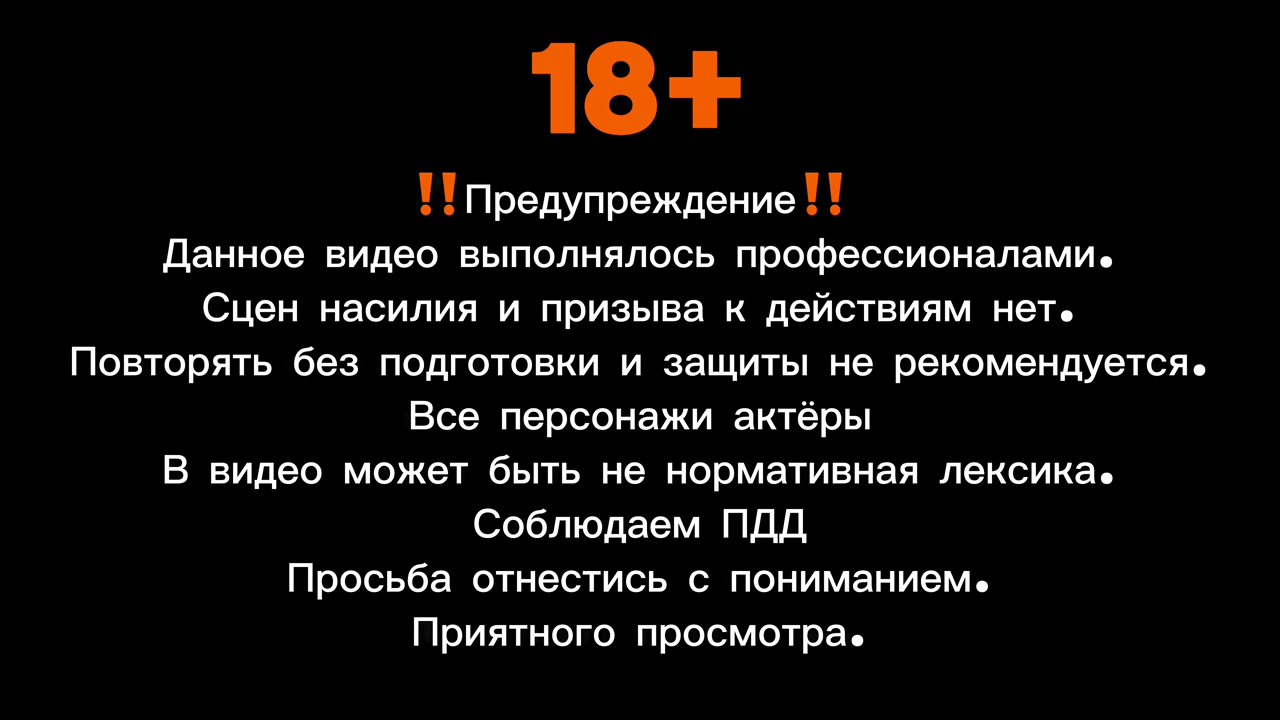 18+
‼️Предупреждение‼️
Данное видео выполнялось профессионалами.
Сцен насилия и призыва к действиям нет.
Повторять без подготовки и защиты не рекомендуется.
Все персонажи актёры
В видео может быть не нормативная лексика.
Соблюдаем ПДД
Просьба отнестись с пониманием.
Приятного просмотра.